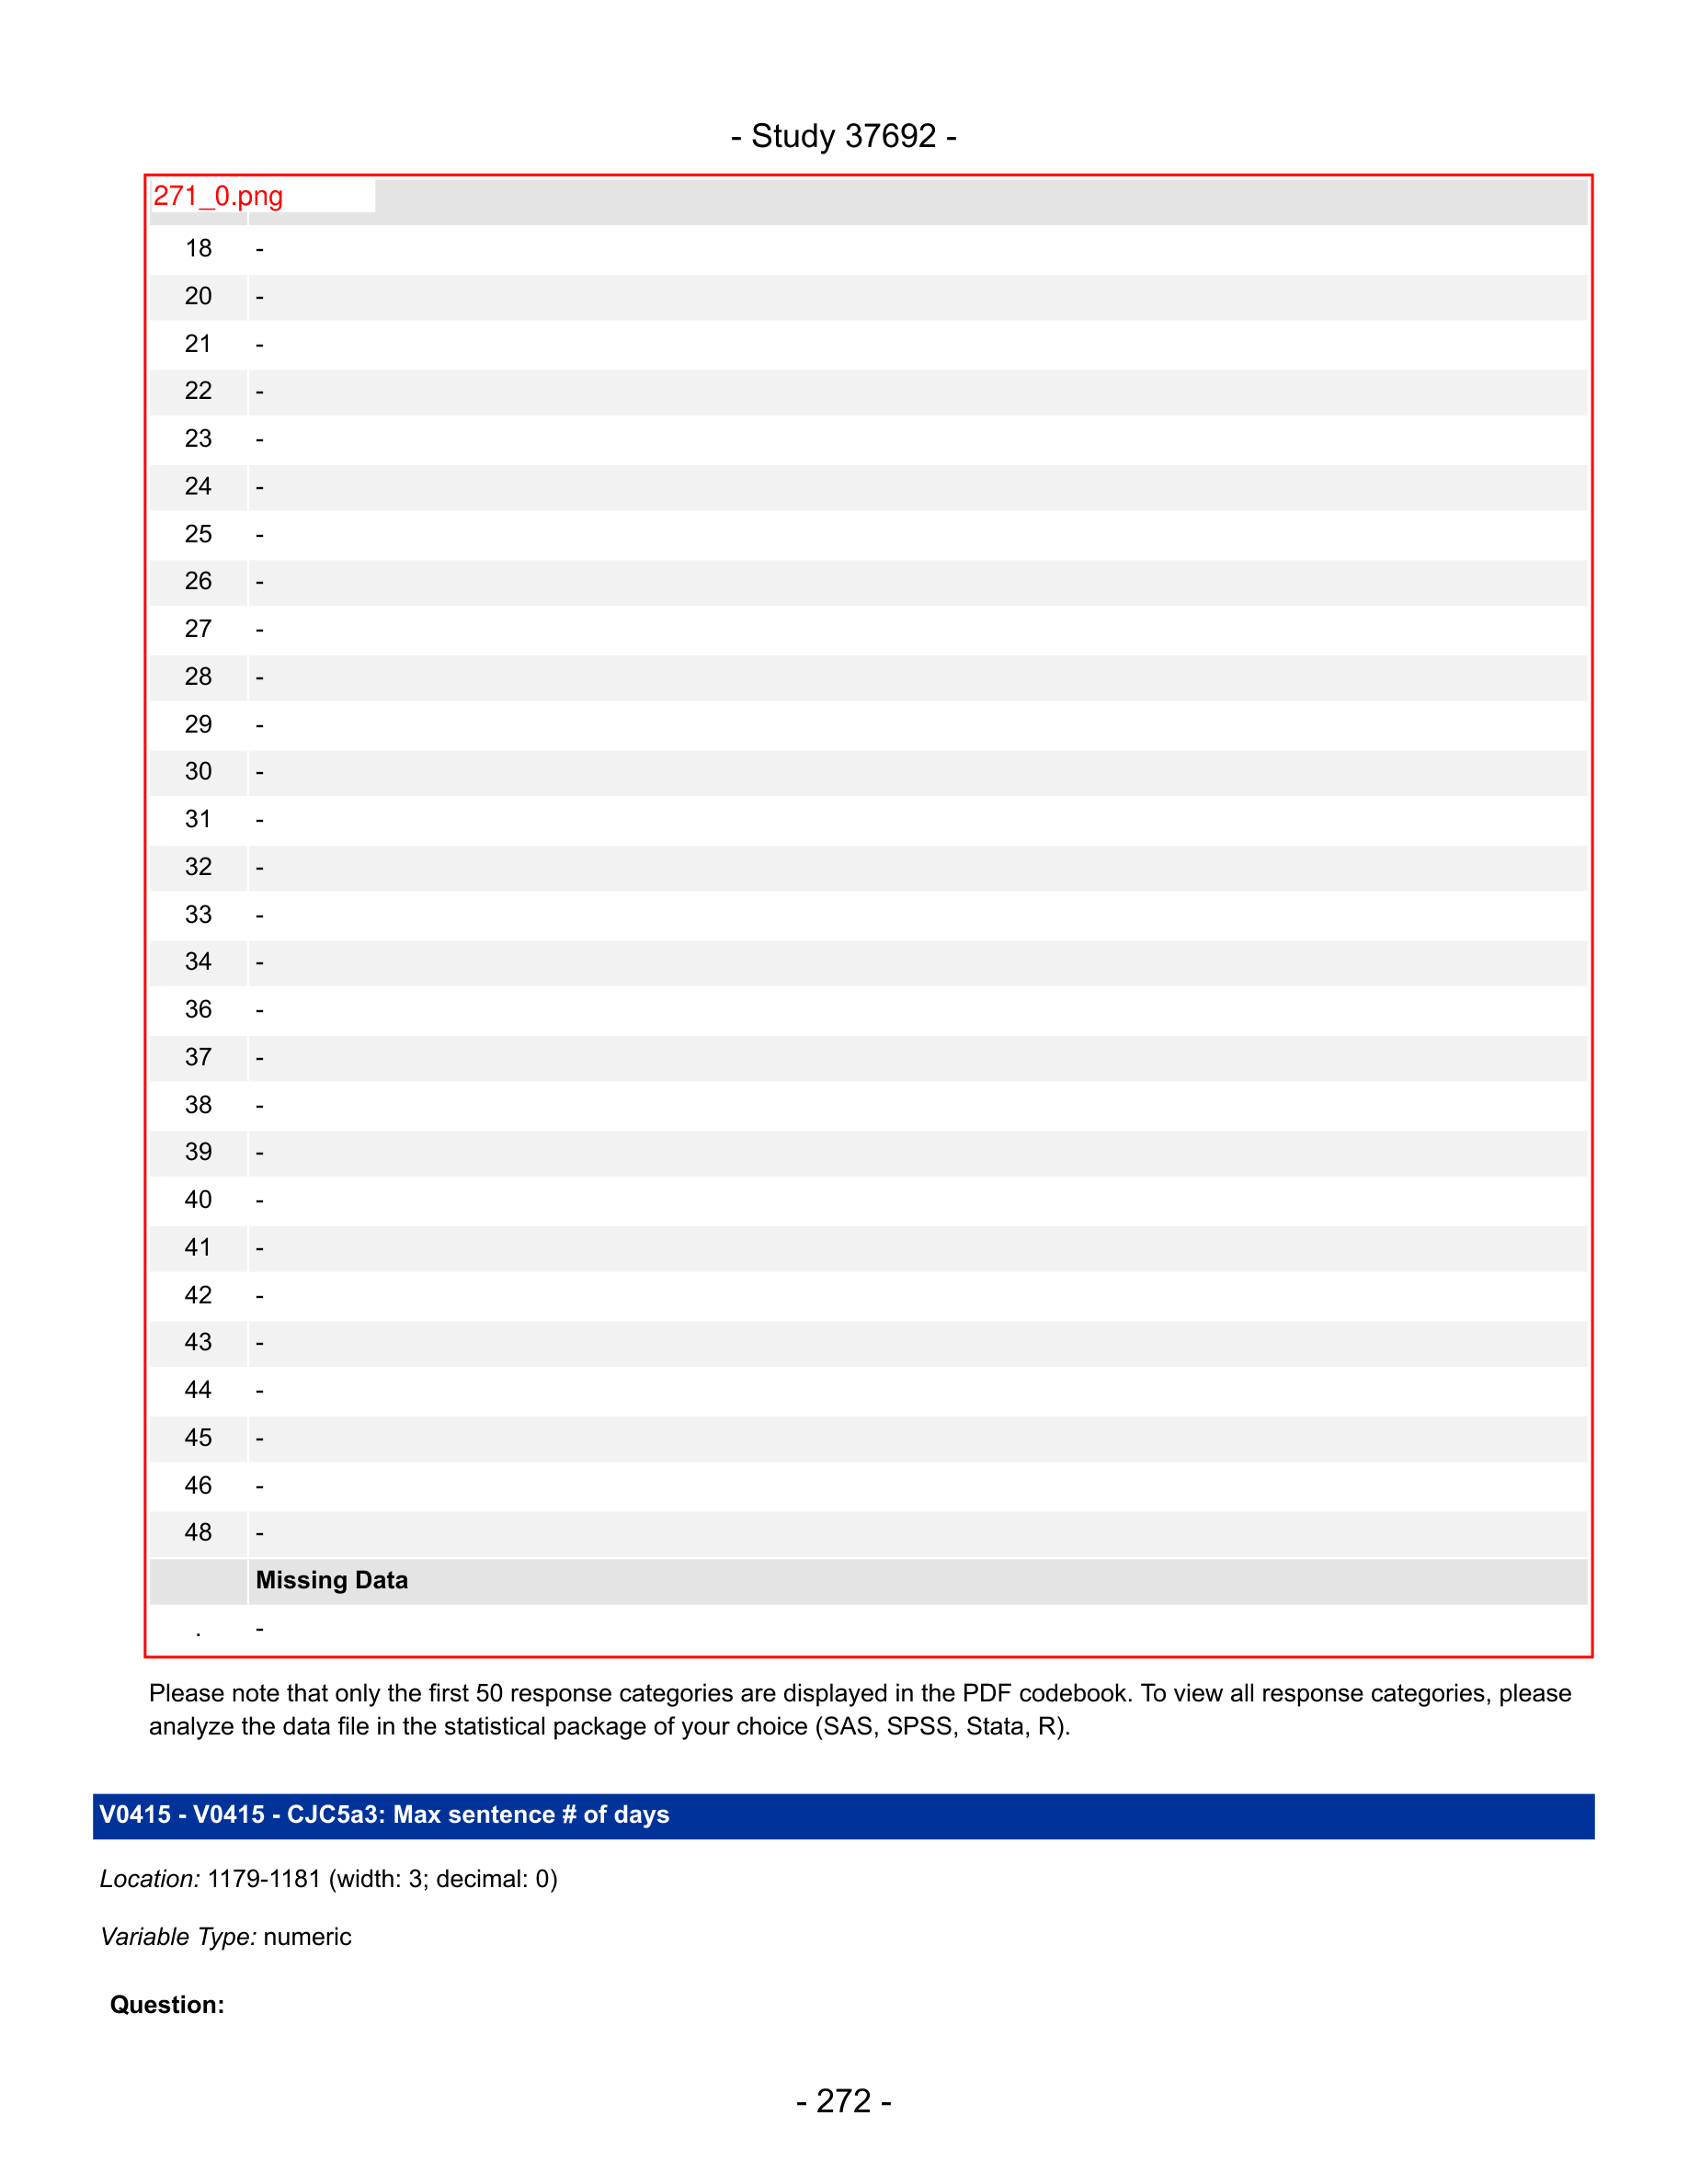 - Study 37692 -
271_0.png
18 -
20 -
21 -
22 -
23 -
24 -
25 -
26 -
27 -
28 -
29 -
30 -
31 -
32 -
33 -
34 -
36 -
37 -
38 -
39 -
40 -
41 -
42 -
43 -
44 -
45 -
46 -
48 -
Missing Data
. -
Please note that only the first 50 response categories are displayed in the PDF codebook. To view all response categories, please
analyze the data file in the statistical package of your choice (SAS, SPSS, Stata, R).
V0415 - V0415 - CJC5a3: Max sentence # of days
Location: 1179-1181 (width: 3; decimal: 0)
Variable Type: numeric
Question:
- 272 -